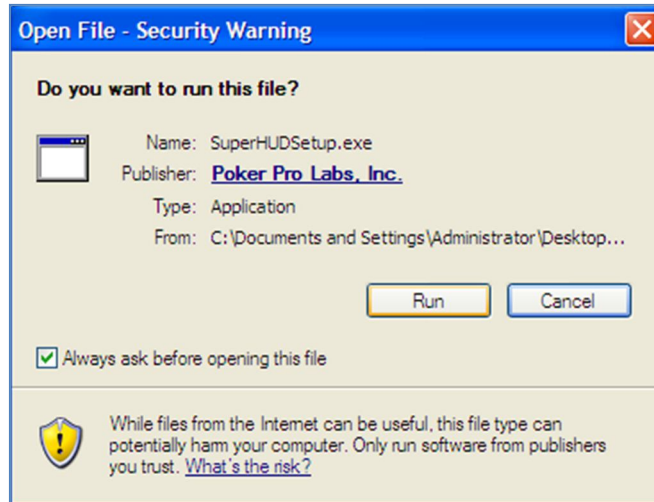 Open File - Security Warning
Do you want to run this file?
Name: SuperHUDSetup.exe
Publisher: Poker Pro Labs, Inc.
Type: Application
From: C:\Documents and Settings\Administrator\Desktop...
Run Cancel
Always ask before opening this file
While files from the Internet can be useful, this file type can
potentially harm your computer. Only run software from publishers
you trust. What's the risk?